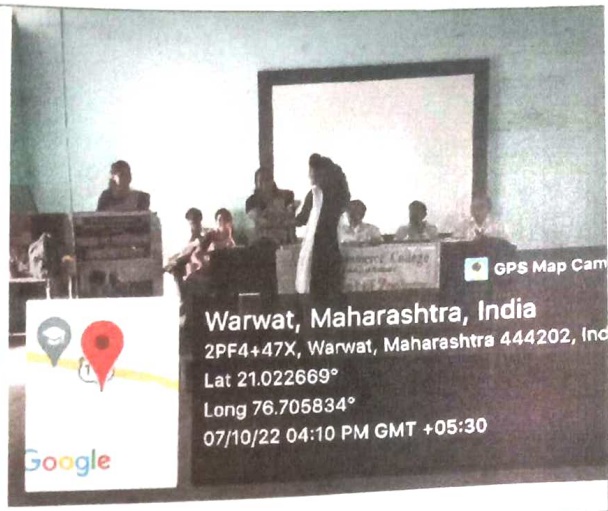 Commerce College
GPS Map Cam
Warwat, Maharashtra, India
2PF4+47X, Warwat, Maharashtra 444202, Ind
Lat 21.022669°
Long 76.705834°
07/10/22 04:10 PM GMT +05:30
Google